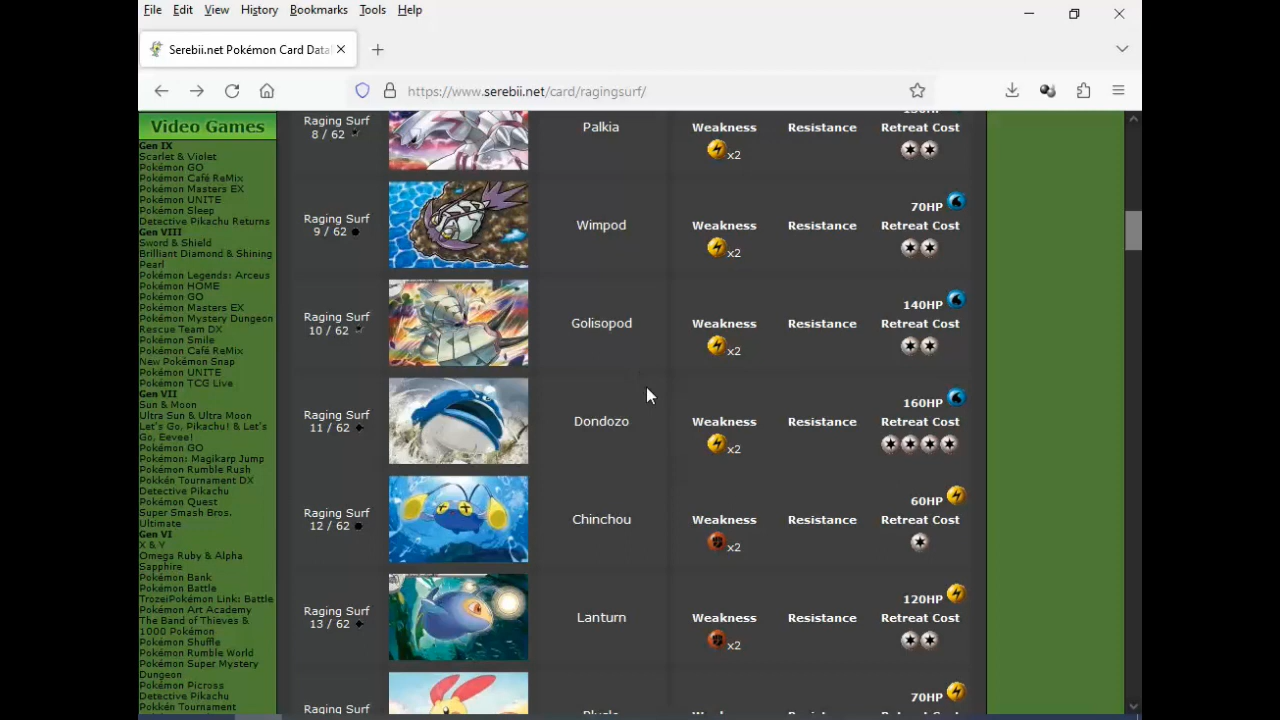 File Edit View History Bookmarks Tools Help
Serebii.net Pokémon Card Data
https://www.serebii.net/card/ragingsurf/
Video Games
Gen IX
Scarlet & Violet
Pokémon GO
Pokémon Café ReMix
Pokémon Masters EX
Pokémon UNITE
Pokémon Sleep
Detective Pikachu Returns
Gen VIII
Sword & Shield
Brilliant Diamond & Shining
Pearl
Pokémon Legends: Arceus
Pokémon HOME
Pokémon GO
Pokémon Masters EX
Pokémon Mystery Dungeon
Rescue Team DX
Pokémon Smile
Pokémon Café ReMix
New Pokémon Snap
Pokémon UNITE
Pokémon TCG Live
Gen VII
Sun & Moon
Ultra Sun & Ultra Moon
Let's Go, Pikachu! & Let's
Go, Eevee!
Pokémon GO
Pokémon: Magikarp Jump
Pokémon Rumble Rush
Pokkén Tournament DX
Detective Pikachu
Pokémon Quest
Super Smash Bros.
Ultimate
Gen VI
X & Y
Omega Ruby & Alpha
Sapphire
Pokémon Bank
Pokémon Battle
TrozeiPokémon Link: Battle
Pokémon Art Academy
The Band of Thieves &
1000 Pokémon
Pokémon Shuffle
Pokémon Rumble World
Pokémon Super Mystery
Dungeon
Pokémon Picross
Detective Pikachu
Pokkén Tournament
Raging Surf
8 / 62
Palkia
Weakness Resistance Retreat Cost
x2
Raging Surf
9 / 62
Wimpod
70HP
Weakness Resistance Retreat Cost
x2
Raging Surf
10 / 62
Golisopod
140HP
Weakness Resistance Retreat Cost
x2
Raging Surf
11 / 62
Dondozo
160HP
Weakness Resistance Retreat Cost
x2
Raging Surf
12 / 62
Chinchou
60HP
Weakness Resistance Retreat Cost
x2
Raging Surf
13 / 62
Lanturn
120HP
Weakness Resistance Retreat Cost
x2
Raging Surf
70HP